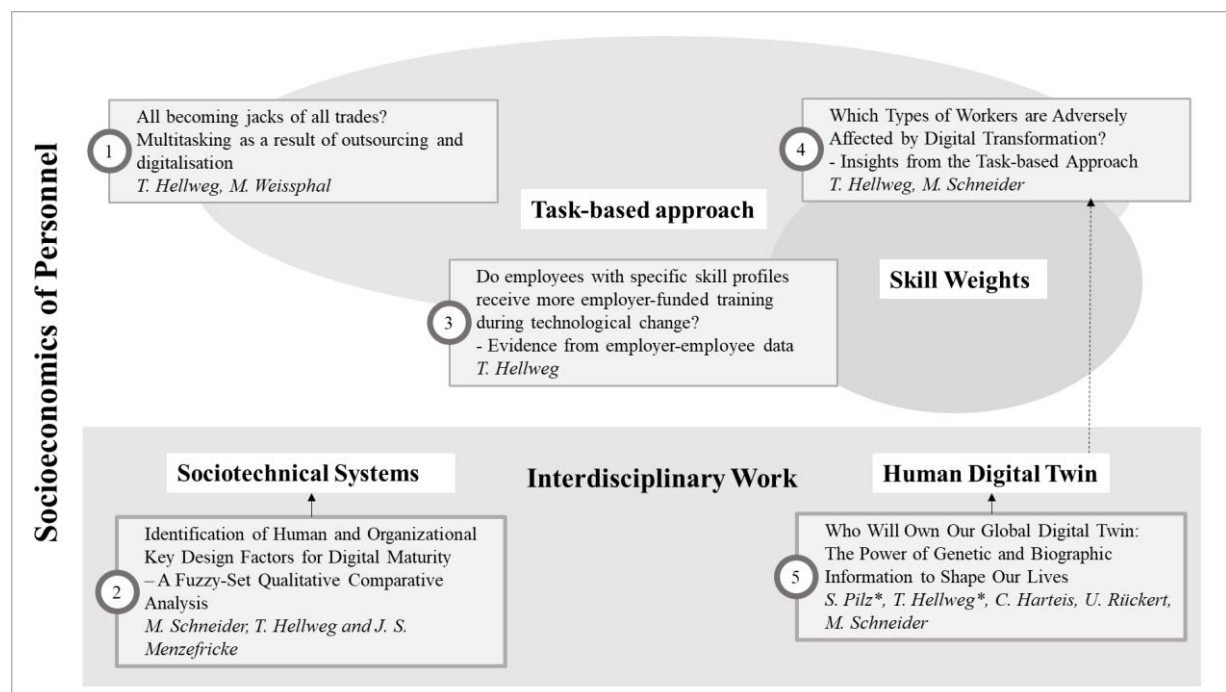 Socioeconomics of Personnel
1
All becoming jacks of all trades?
Multitasking as a result of outsourcing and
digitalisation
T. Hellweg, M. Weissphal
4
Which Types of Workers are Adversely
Affected by Digital Transformation?
- Insights from the Task-based Approach
T. Hellweg, M. Schneider
Task-based approach
Skill Weights
3
Do employees with specific skill profiles
receive more employer-funded training
during technological change?
- Evidence from employer-employee data
T. Hellweg
Sociotechnical Systems
Interdisciplinary Work
Human Digital Twin
2
Identification of Human and Organizational
Key Design Factors for Digital Maturity
– A Fuzzy-Set Qualitative Comparative
Analysis
M. Schneider, T. Hellweg and J. S.
Menzefricke
5
Who Will Own Our Global Digital Twin:
The Power of Genetic and Biographic
Information to Shape Our Lives
S. Pilz*, T. Hellweg*, C. Harteis, U. Rückert,
M. Schneider